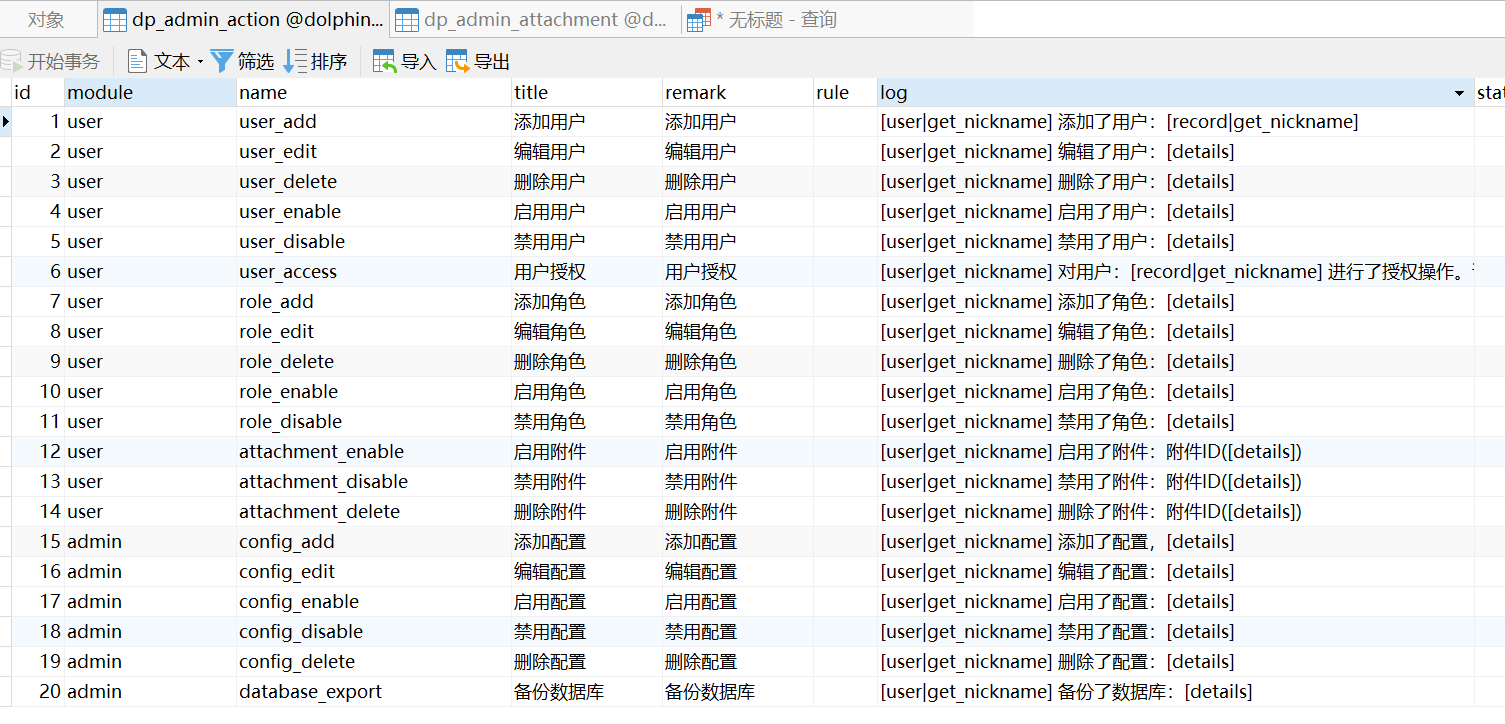 对象 dp_admin_action @dolphin... dp_admin_attachment @d... * 无标题 - 查询
开始事务 文本 筛选 排序 导入 导出
id module name title remark rule log stat
1 user user_add 添加用户 添加用户 [user|get_nickname] 添加了用户：[record|get_nickname]
2 user user_edit 编辑用户 编辑用户 [user|get_nickname] 编辑了用户：[details]
3 user user_delete 删除用户 删除用户 [user|get_nickname] 删除了用户：[details]
4 user user_enable 启用用户 启用用户 [user|get_nickname] 启用了用户：[details]
5 user user_disable 禁用用户 禁用用户 [user|get_nickname] 禁用了用户：[details]
6 user user_access 用户授权 用户授权 [user|get_nickname] 对用户：[record|get_nickname] 进行了授权操作。
7 user role_add 添加角色 添加角色 [user|get_nickname] 添加了角色：[details]
8 user role_edit 编辑角色 编辑角色 [user|get_nickname] 编辑了角色：[details]
9 user role_delete 删除角色 删除角色 [user|get_nickname] 删除了角色：[details]
10 user role_enable 启用角色 启用角色 [user|get_nickname] 启用了角色：[details]
11 user role_disable 禁用角色 禁用角色 [user|get_nickname] 禁用了角色：[details]
12 user attachment_enable 启用附件 启用附件 [user|get_nickname] 启用了附件：附件ID([details])
13 user attachment_disable 禁用附件 禁用附件 [user|get_nickname] 禁用了附件：附件ID([details])
14 user attachment_delete 删除附件 删除附件 [user|get_nickname] 删除了附件：附件ID([details])
15 admin config_add 添加配置 添加配置 [user|get_nickname] 添加了配置，[details]
16 admin config_edit 编辑配置 编辑配置 [user|get_nickname] 编辑了配置：[details]
17 admin config_enable 启用配置 启用配置 [user|get_nickname] 启用了配置：[details]
18 admin config_disable 禁用配置 禁用配置 [user|get_nickname] 禁用了配置：[details]
19 admin config_delete 删除配置 删除配置 [user|get_nickname] 删除了配置：[details]
20 admin database_export 备份数据库 备份数据库 [user|get_nickname] 备份了数据库：[details]